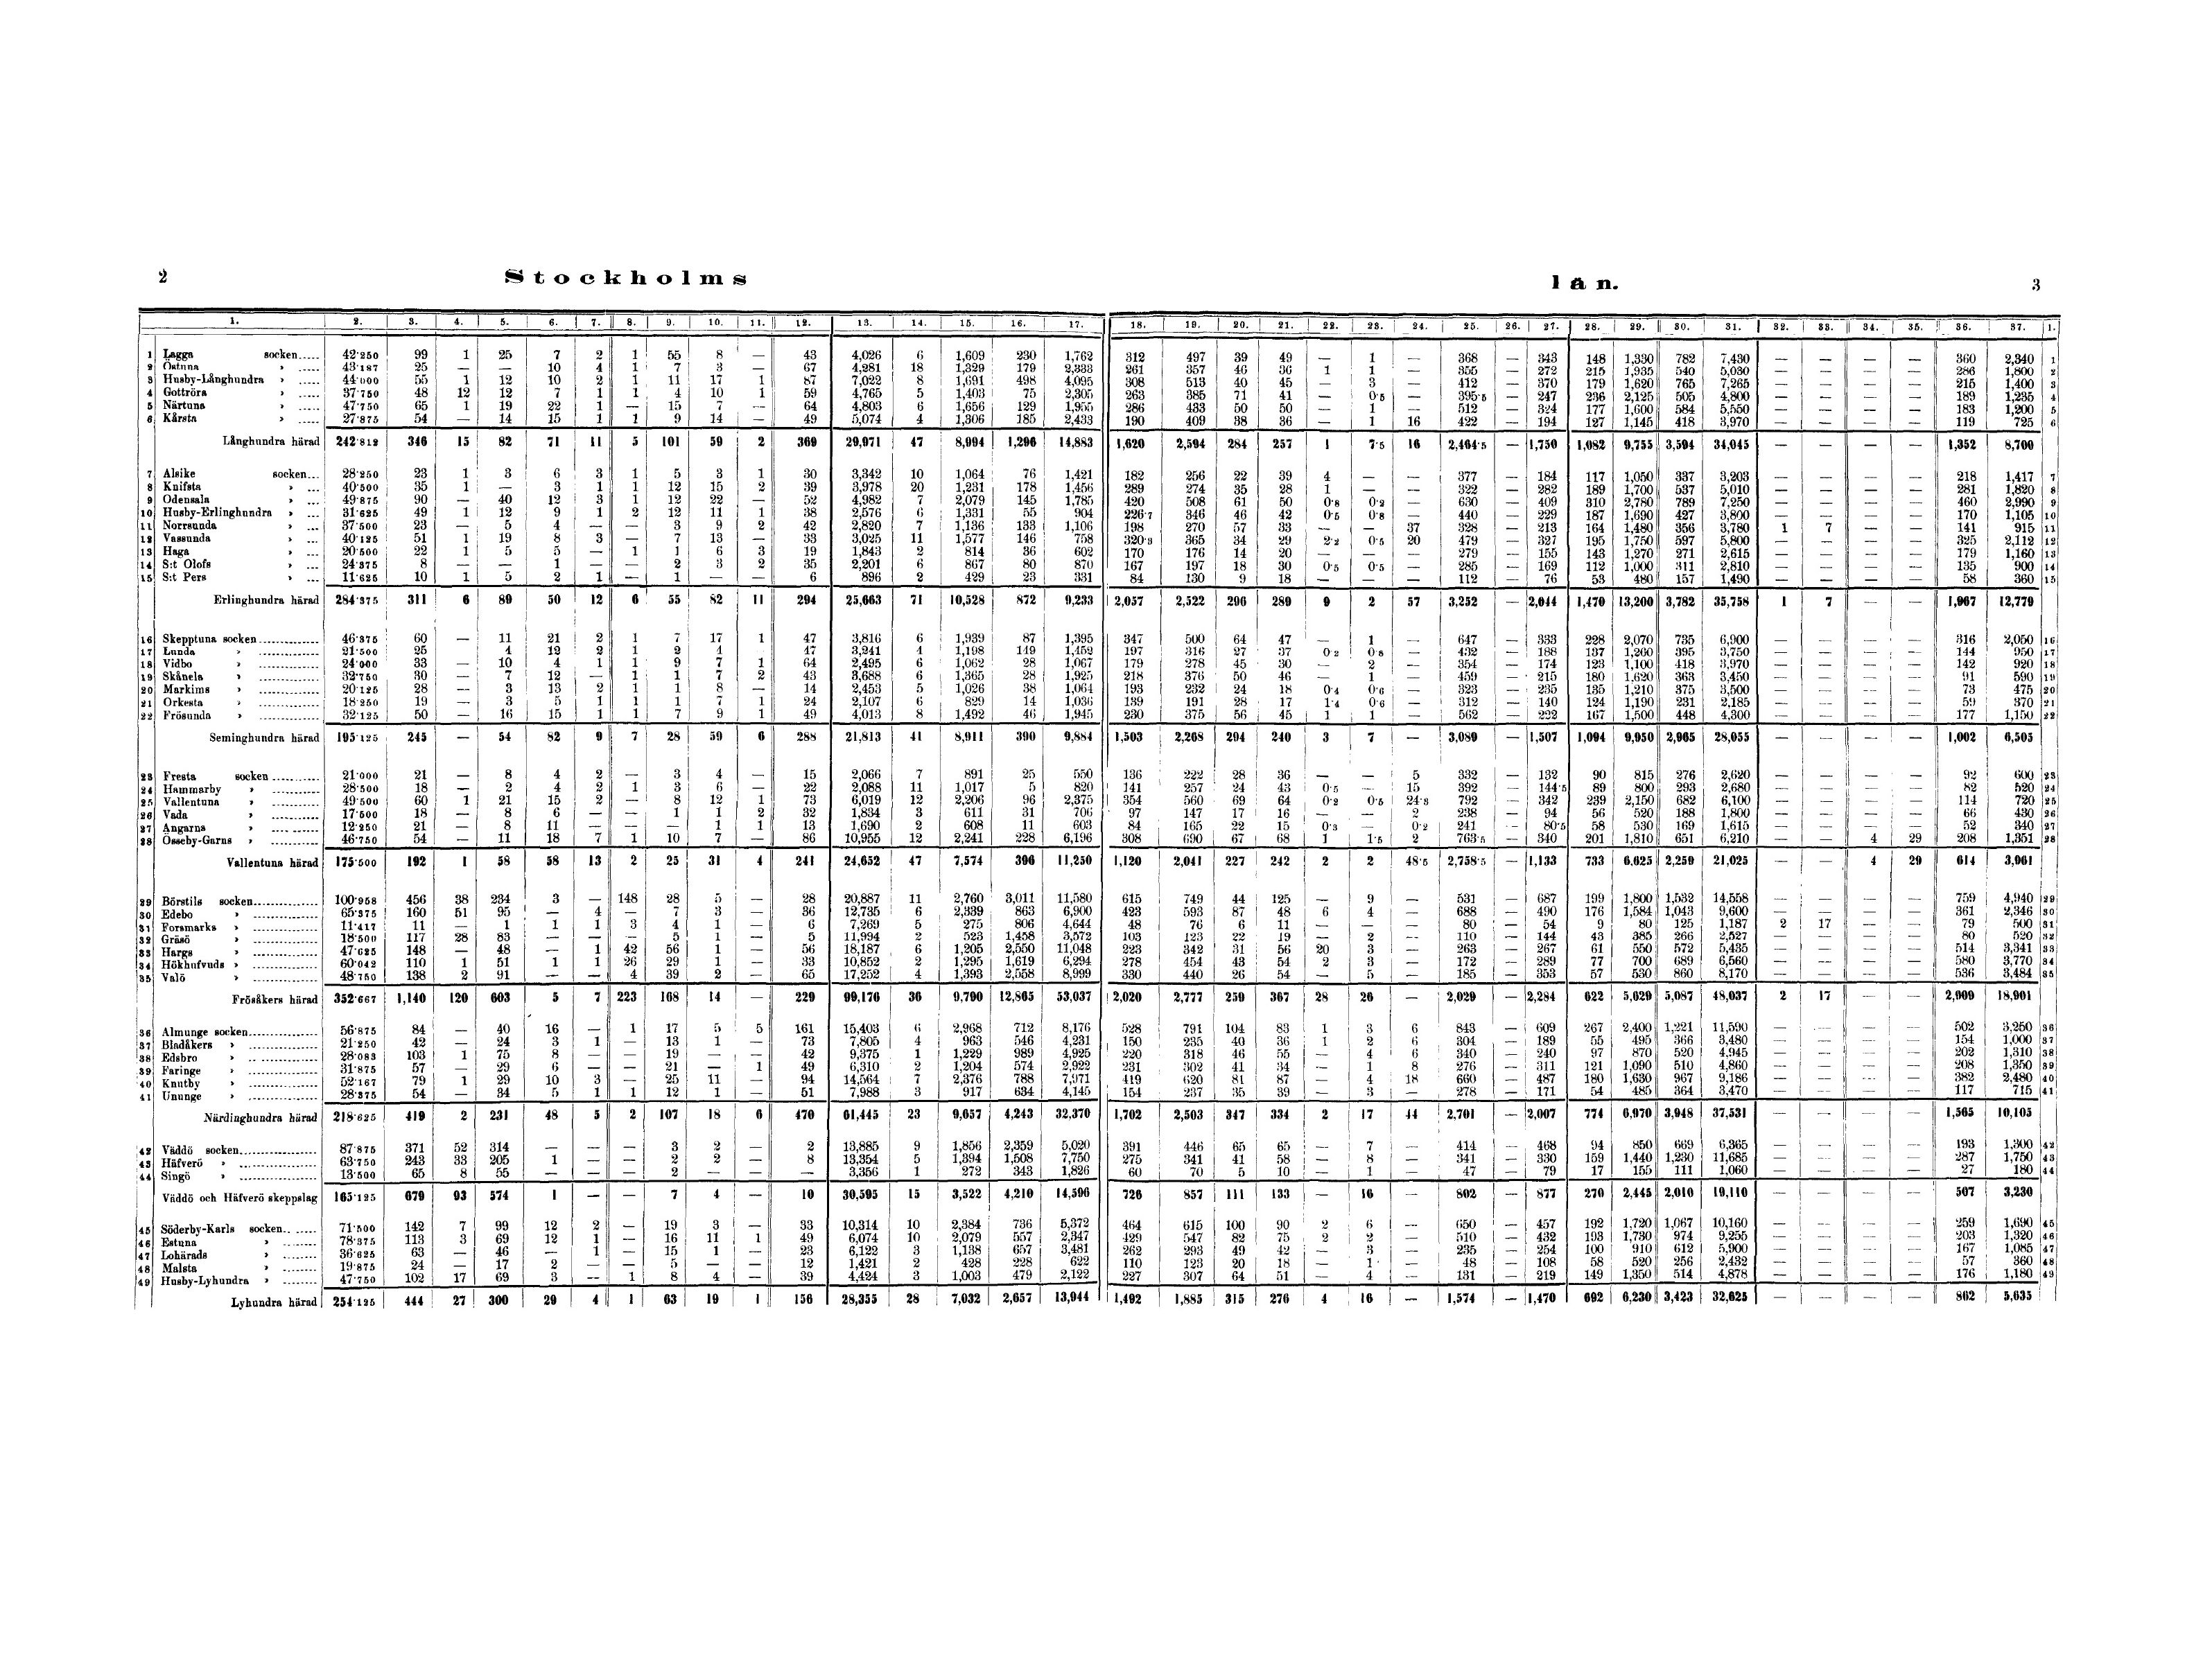 2 Stockholms län. 3
1. 2. 3. 4. 5. 6. 7. 8. 9. 10. 11. 12. 13. 14. 15. 16. 17. 18. 19. 20. 21. 22. 23. 24. 25. 26. 27. 28. 29. 30. 31. 32. 33. 34. 35. 36. 37. 1.
1 Lagga socken..... 42·250 99 1 25 7 2 1 55 8 — 43 4,026 6 1,609 230 1,762 312 497 39 49 — 1 — 368 — 343 148 1,330 782 7,430 — — — — 360 2,340 1
2 Östuna » ..... 43·187 25 — — 10 4 1 7 3 — 67 4,281 18 1,329 179 2,333 261 357 46 36 1 1 — 355 — 272 215 1,935 540 5,030 — — — — 286 1,800 2
3 Husby-Långhundra » ..... 44·000 55 1 12 10 2 1 11 17 1 87 7,022 8 1,691 498 4,095 308 513 40 45 — 3 — 412 — 370 179 1,620 765 7,265 — — — — 215 1,400 3
4 Gottröra » ..... 37·750 48 12 12 7 1 1 4 10 1 59 4,765 5 1,403 75 2,305 263 385 71 41 — 0·5 — 395·5 — 247 236 2,125 505 4,800 — — — — 189 1,235 4
5 Närtuna » ..... 47·750 65 1 19 22 1 — 15 7 — 64 4,803 6 1,656 129 1,955 286 433 50 50 — 1 — 512 — 324 177 1,600 584 5,550 — — — — 183 1,200 5
6 Kårsta » ..... 27·875 54 — 14 15 1 1 9 14 — 49 5,074 4 1,306 185 2,433 190 409 38 36 — 1 16 422 — 194 127 1,145 418 3,970 — — — — 119 725 6
Långhundra härad 242·812 346 15 82 71 11 5 101 59 2 369 29,971 47 8,994 1,296 14,883 1,620 2,594 284 257 1 7·5 16 2,464·5 — 1,750 1,082 9,755 3,594 34,045 — — — — 1,352 8,700
7 Alsike socken... 28·250 23 1 3 6 3 1 5 3 1 30 3,342 10 1,064 76 1,421 182 256 22 39 4 — — 377 — 184 117 1,050 337 3,203 — — — — 218 1,417 7
8 Knifsta » ... 40·500 35 1 — 3 1 1 12 15 2 39 3,978 20 1,231 178 1,456 289 274 35 28 1 — — 322 — 282 189 1,700 537 5,010 — — — — 281 1,820 8
9 Odensala » ... 49·875 90 — 40 12 3 1 12 22 — 52 4,982 7 2,079 145 1,785 420 508 61 50 0·8 0·2 — 630 — 409 310 2,780 789 7,250 — — — — 460 2,990 9
10 Husby-Erlinghundra » ... 31·625 49 1 12 9 1 2 12 11 1 38 2,576 6 1,331 55 904 226·7 346 46 42 0·5 0·8 — 440 — 229 187 1,690 427 3,800 — — — — 170 1,105 10
11 Norrsunda » ... 37·500 23 — 5 4 — — 3 9 2 42 2,820 7 1,136 133 1,106 198 270 57 33 — — 37 328 — 213 164 1,480 356 3,780 1 7 — — 141 915 11
12 Vassunda » ... 40·125 51 1 19 8 3 — 7 13 — 33 3,025 11 1,577 146 758 320·3 365 34 29 2·2 0·5 20 479 — 327 195 1,750 597 5,800 — — — — 325 2,112 12
13 Haga » ... 20·500 22 1 5 5 — 1 1 6 3 19 1,843 2 814 36 602 170 176 14 20 — — — 279 — 155 143 1,270 271 2,615 — — — — 179 1,160 13
14 S:t Olofs » ... 24·375 8 — — 1 — — 2 3 2 35 2,201 6 867 80 870 167 197 18 30 0·5 0·5 — 285 — 169 112 1,000 311 2,810 — — — — 135 900 14
15 S:t Pers » ... 11·625 10 1 5 2 1 — 1 — — 6 896 2 429 23 331 84 130 9 18 — — — 112 — 76 53 480 157 1,490 — — — — 58 360 15
Erlinghundra härad 284·375 311 6 89 50 12 6 55 82 11 294 25,663 71 10,528 872 9,233 2,057 2,522 296 289 9 2 57 3,252 — 2,044 1,470 13,200 3,782 35,758 1 7 — — 1,967 12,779
16 Skepptuna socken............. 46·375 60 — 11 21 2 1 7 17 1 47 3,816 6 1,939 87 1,395 347 500 64 47 — 1 — 647 — 333 228 2,070 735 6,900 — — — — 316 2,050 16
17 Lunda » ............. 21·500 25 — 4 12 2 1 2 4 — 47 3,241 4 1,198 149 1,452 197 316 27 37 0·2 0·8 — 432 — 188 137 1,260 395 3,750 — — — — 144 950 17
18 Vidbo » ............. 24·000 33 — 10 4 1 1 9 7 1 64 2,495 6 1,062 28 1,067 179 278 45 30 — 2 — 354 — 174 123 1,100 418 3,970 — — — — 142 920 18
19 Skånela » ............. 32·750 30 — 7 12 — 1 1 7 2 43 3,688 6 1,365 28 1,925 218 376 50 46 — 1 — 459 — 215 180 1,620 363 3,450 — — — — 91 590 19
20 Markims » ............. 20·125 28 — 3 13 2 1 1 8 — 14 2,453 5 1,026 38 1,064 193 232 24 18 0·4 0·6 — 323 — 235 135 1,210 375 3,500 — — — — 73 475 20
21 Orkesta » ............. 18·250 19 — 3 5 1 1 1 7 1 24 2,107 6 829 14 1,036 139 191 28 17 1·4 0·6 — 312 — 140 124 1,190 231 2,185 — — — — 59 370 21
22 Frösunda » ............. 32·125 50 — 16 15 1 1 7 9 1 49 4,013 8 1,492 46 1,945 230 375 56 45 1 1 — 562 — 222 167 1,500 448 4,300 — — — — 177 1,150 22
Seminghundra härad 195·125 245 — 54 82 9 7 28 59 6 288 21,813 41 8,911 390 9,884 1,503 2,268 294 240 3 7 — 3,089 — 1,507 1,094 9,950 2,965 28,055 — — — — 1,002 6,505
23 Fresta socken........... 21·000 21 — 8 4 2 — 3 4 — 15 2,066 7 891 25 550 136 222 28 36 — — 5 332 — 132 90 815 276 2,620 — — — — 92 600 23
24 Hammarby » ........... 28·500 18 — 2 4 2 1 3 6 — 22 2,088 11 1,017 5 820 141 257 24 43 0·5 — 15 392 — 144·5 89 800 293 2,680 — — — — 82 520 24
25 Vallentuna » ........... 49·500 60 1 21 15 2 — 8 12 1 73 6,019 12 2,206 96 2,375 354 560 69 64 0·2 0·5 24·3 792 — 342 239 2,150 682 6,100 — — — — 114 720 25
26 Vada » ........... 17·500 18 — 8 6 — — 1 1 2 32 1,834 3 611 31 706 97 147 17 16 — — 2 238 — 94 56 520 188 1,800 — — — — 66 430 26
27 Angarns » ........... 12·250 21 — 8 11 — — — 1 1 13 1,690 2 608 11 603 84 165 22 15 0·3 — 0·2 241 — 80·5 58 530 169 1,615 — — — — 52 340 27
28 Össeby-Garns » ........... 46·750 54 — 11 18 7 1 10 7 — 86 10,955 12 2,241 228 6,196 308 690 67 68 1 1·5 2 763·5 — 340 201 1,810 651 6,210 — — 4 29 208 1,351 28
Vallentuna härad 175·500 192 1 58 58 13 2 25 31 4 241 24,652 47 7,574 396 11,250 1,120 2,041 227 242 2 2 48·5 2,758·5 — 1,133 733 6,625 2,259 21,025 — — 4 29 614 3,961
29 Börstils socken.............. 100·958 456 38 234 3 — 148 28 5 — 28 20,887 11 2,760 3,011 11,580 615 749 44 125 — 9 — 531 — 687 199 1,800 1,532 14,558 — — — — 759 4,940 29
30 Edebo » .............. 65·375 160 51 95 — 4 — 7 3 — 36 12,735 6 2,339 863 6,900 423 593 87 48 6 4 — 688 — 490 176 1,584 1,043 9,600 — — — — 361 2,346 30
31 Forsmarks » .............. 11·417 11 — 1 1 1 3 4 1 — 6 7,269 5 275 806 4,644 48 76 6 11 — — — 80 — 54 9 80 125 1,187 2 17 — — 79 500 31
32 Gräsö » .............. 18·500 117 28 83 — — — 5 1 — 5 11,994 2 523 1,458 3,572 103 123 22 19 — 2 — 110 — 144 43 385 266 2,527 — — — — 80 520 32
33 Hargs » .............. 47·625 148 — 48 — 1 42 56 1 — 56 18,187 6 1,205 2,550 11,048 223 342 31 56 20 3 — 263 — 267 61 550 572 5,435 — — — — 514 3,341 33
34 Hökhufvuds » .............. 60·042 110 1 51 1 1 26 29 1 — 33 10,852 2 1,295 1,619 6,294 278 454 43 54 2 3 — 172 — 289 77 700 689 6,560 — — — — 580 3,770 34
35 Valö » .............. 48·750 138 2 91 — — 4 39 2 — 65 17,252 4 1,393 2,558 8,999 330 440 26 54 — 5 — 185 — 353 57 530 860 8,170 — — — — 536 3,484 35
Frösåkers härad 352·667 1,140 120 603 5 7 223 168 14 — 229 99,176 36 9,790 12,865 53,037 2,020 2,777 259 367 28 26 — 2,029 — 2,284 622 5,629 5,087 48,037 2 17 — — 2,909 18,901
36 Almunge socken............... 56·875 84 — 40 16 — 1 17 5 5 161 15,403 6 2,968 712 8,176 528 791 104 83 1 3 6 843 — 609 267 2,400 1,221 11,590 — — — — 502 3,250 36
37 Bladåkers » ............... 21·250 42 — 24 3 1 — 13 1 — 73 7,805 4 963 546 4,231 150 235 40 36 1 2 6 304 — 189 55 495 366 3,480 — — — — 154 1,000 37
38 Edsbro » ............... 28·083 103 1 75 8 — — 19 — — 42 9,375 1 1,229 989 4,925 220 318 46 55 — 4 6 340 — 240 97 870 520 4,945 — — — — 202 1,310 38
39 Faringe » ............... 31·875 57 — 29 6 — — 21 — 1 49 6,310 2 1,204 574 2,922 231 302 41 34 — 1 8 276 — 311 121 1,090 510 4,860 — — — — 208 1,350 39
40 Knutby » ............... 52·167 79 1 29 10 3 — 25 11 — 94 14,564 7 2,376 788 7,971 419 620 81 87 — 4 18 660 — 487 180 1,630 967 9,186 — — — — 382 2,480 40
41 Ununge » ............... 28·375 54 — 34 5 1 1 12 1 — 51 7,988 3 917 634 4,145 154 237 35 39 — 3 — 278 — 171 54 485 364 3,470 — — — — 117 715 41
Närdinghundra härad 218·625 419 2 231 48 5 2 107 18 6 470 61,445 23 9,657 4,243 32,370 1,702 2,503 347 334 2 17 44 2,701 — 2,007 774 6,970 3,948 37,531 — — — — 1,565 10,105
42 Väddö socken................. 87·875 371 52 314 — — — 3 2 — 2 13,885 9 1,856 2,359 5,020 391 446 65 65 — 7 — 414 — 468 94 850 669 6,365 — — — — 193 1,300 42
43 Häfverö » ................. 63·750 243 33 205 1 — — 2 2 — 8 13,354 5 1,394 1,508 7,750 275 341 41 58 — 8 — 341 — 330 159 1,440 1,230 11,685 — — — — 287 1,750 43
44 Singö » ................. 13·500 65 8 55 — — — 2 — — — 3,356 1 272 343 1,826 60 70 5 10 — 1 — 47 — 79 17 155 111 1,060 — — — — 27 180 44
Väddö och Häfverö skeppslag 165·125 679 93 574 1 — — 7 4 — 10 30,595 15 3,522 4,210 14,596 726 857 111 133 — 16 — 802 — 877 270 2,445 2,010 19,110 — — — — 507 3,230
45 Söderby-Karls socken....... 71·500 142 7 99 12 2 — 19 3 — 33 10,314 10 2,384 736 5,372 464 615 100 90 2 6 — 650 — 457 192 1,720 1,067 10,160 — — — — 259 1,690 45
46 Estuna » ........ 78·375 113 3 69 12 1 — 16 11 1 49 6,074 10 2,079 557 2,347 429 547 82 75 2 2 — 510 — 432 193 1,730 974 9,255 — — — — 203 1,320 46
47 Lohärads » ........ 36·625 63 — 46 — 1 — 15 1 — 23 6,122 3 1,138 657 3,481 262 293 49 42 — 3 — 235 — 254 100 910 612 5,900 — — — — 167 1,085 47
48 Malsta » ........ 19·875 24 — 17 2 — — 5 — — 12 1,421 2 428 228 622 110 123 20 18 — 1 — 48 — 108 58 520 256 2,432 — — — — 57 360 48
49 Husby-Lyhundra » ........ 47·750 102 17 69 3 — 1 8 4 — 39 4,424 3 1,003 479 2,122 227 307 64 51 — 4 — 131 — 219 149 1,350 514 4,878 — — — — 176 1,180 49
Lyhundra härad 254·125 444 27 300 29 4 1 63 19 1 156 28,355 28 7,032 2,657 13,944 1,492 1,885 315 276 4 16 — 1,574 — 1,470 692 6,230 3,423 32,625 — — — — 862 5,635